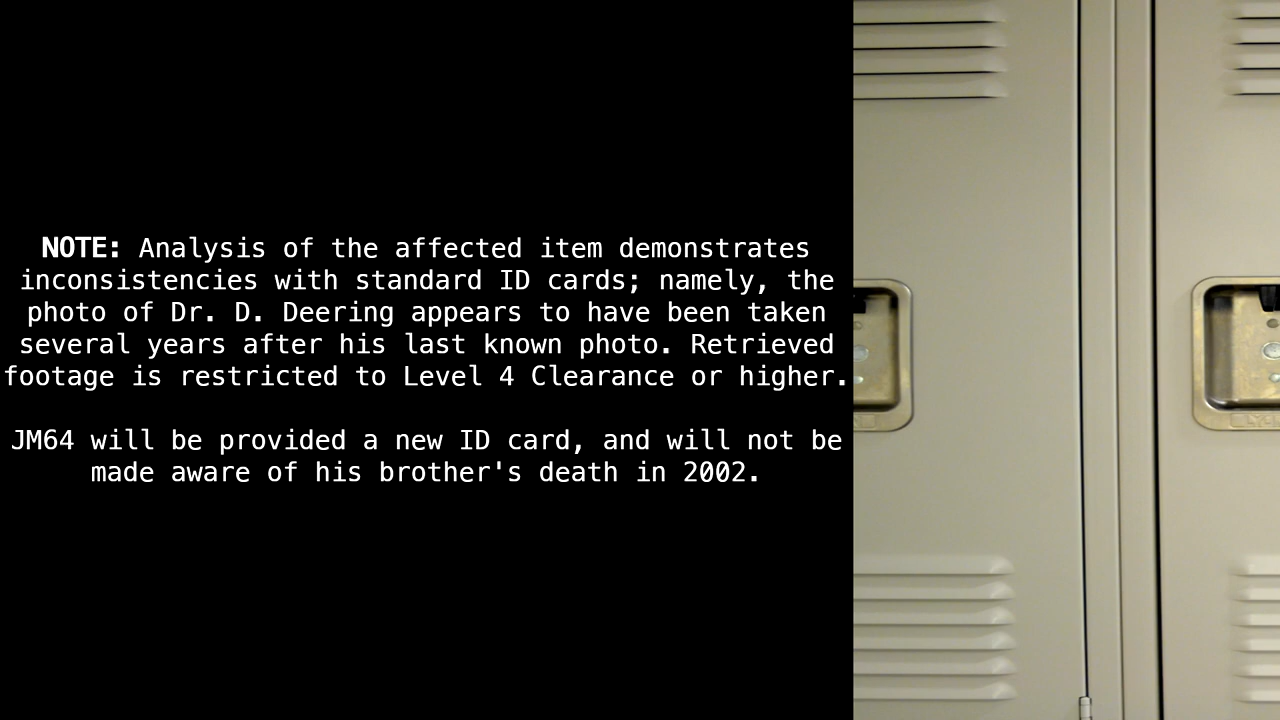 NOTE: Analysis of the affected item demonstrates
inconsistencies with standard ID cards; namely, the
photo of Dr. D. Deering appears to have been taken
several years after his last known photo. Retrieved
footage is restricted to Level 4 Clearance or higher.
JM64 will be provided a new ID card, and will not be
made aware of his brother's death in 2002.